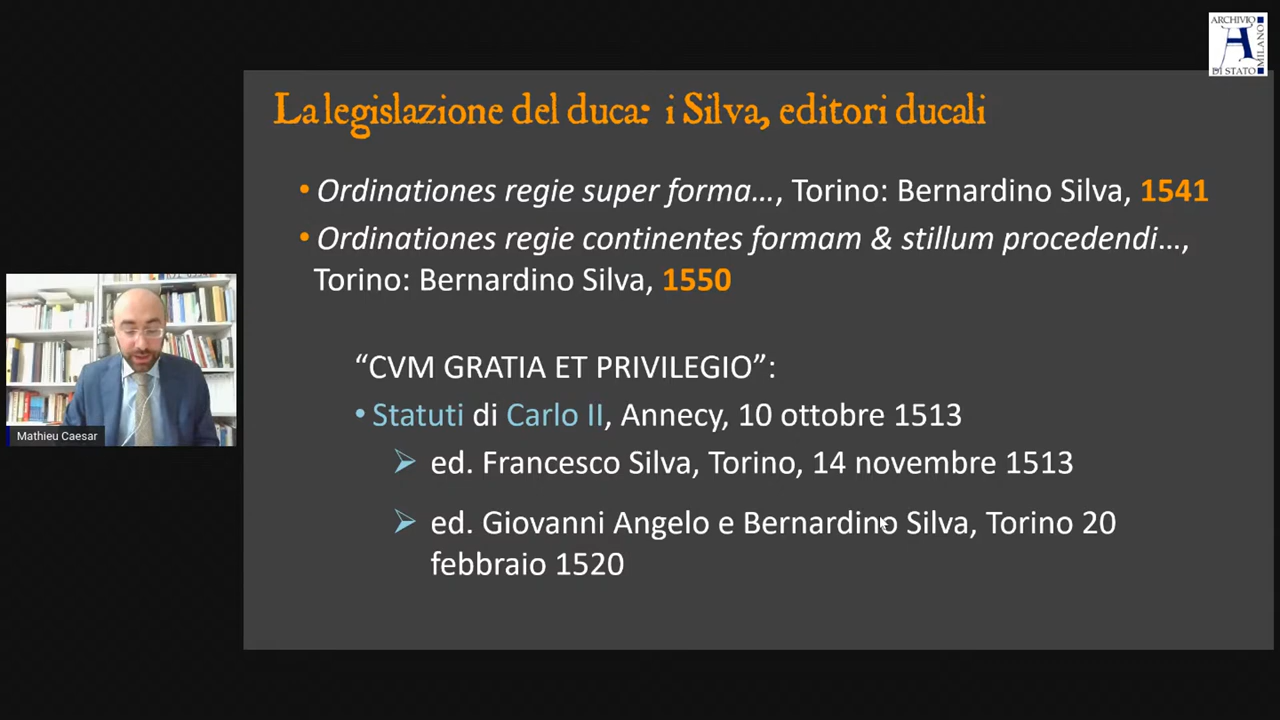 ARCHIVIO
DI STATO
MILANO
La legislazione del duca: i Silva, editori ducali
• Ordinationes regie super forma..., Torino: Bernardino Silva, 1541
• Ordinationes regie continentes formam & stillum procedendi...,
Torino: Bernardino Silva, 1550
“CVM GRATIA ET PRIVILEGIO”:
• Statuti di Carlo II, Annecy, 10 ottobre 1513
➢ ed. Francesco Silva, Torino, 14 novembre 1513
➢ ed. Giovanni Angelo e Bernardino Silva, Torino 20
febbraio 1520
Mathieu Caesar